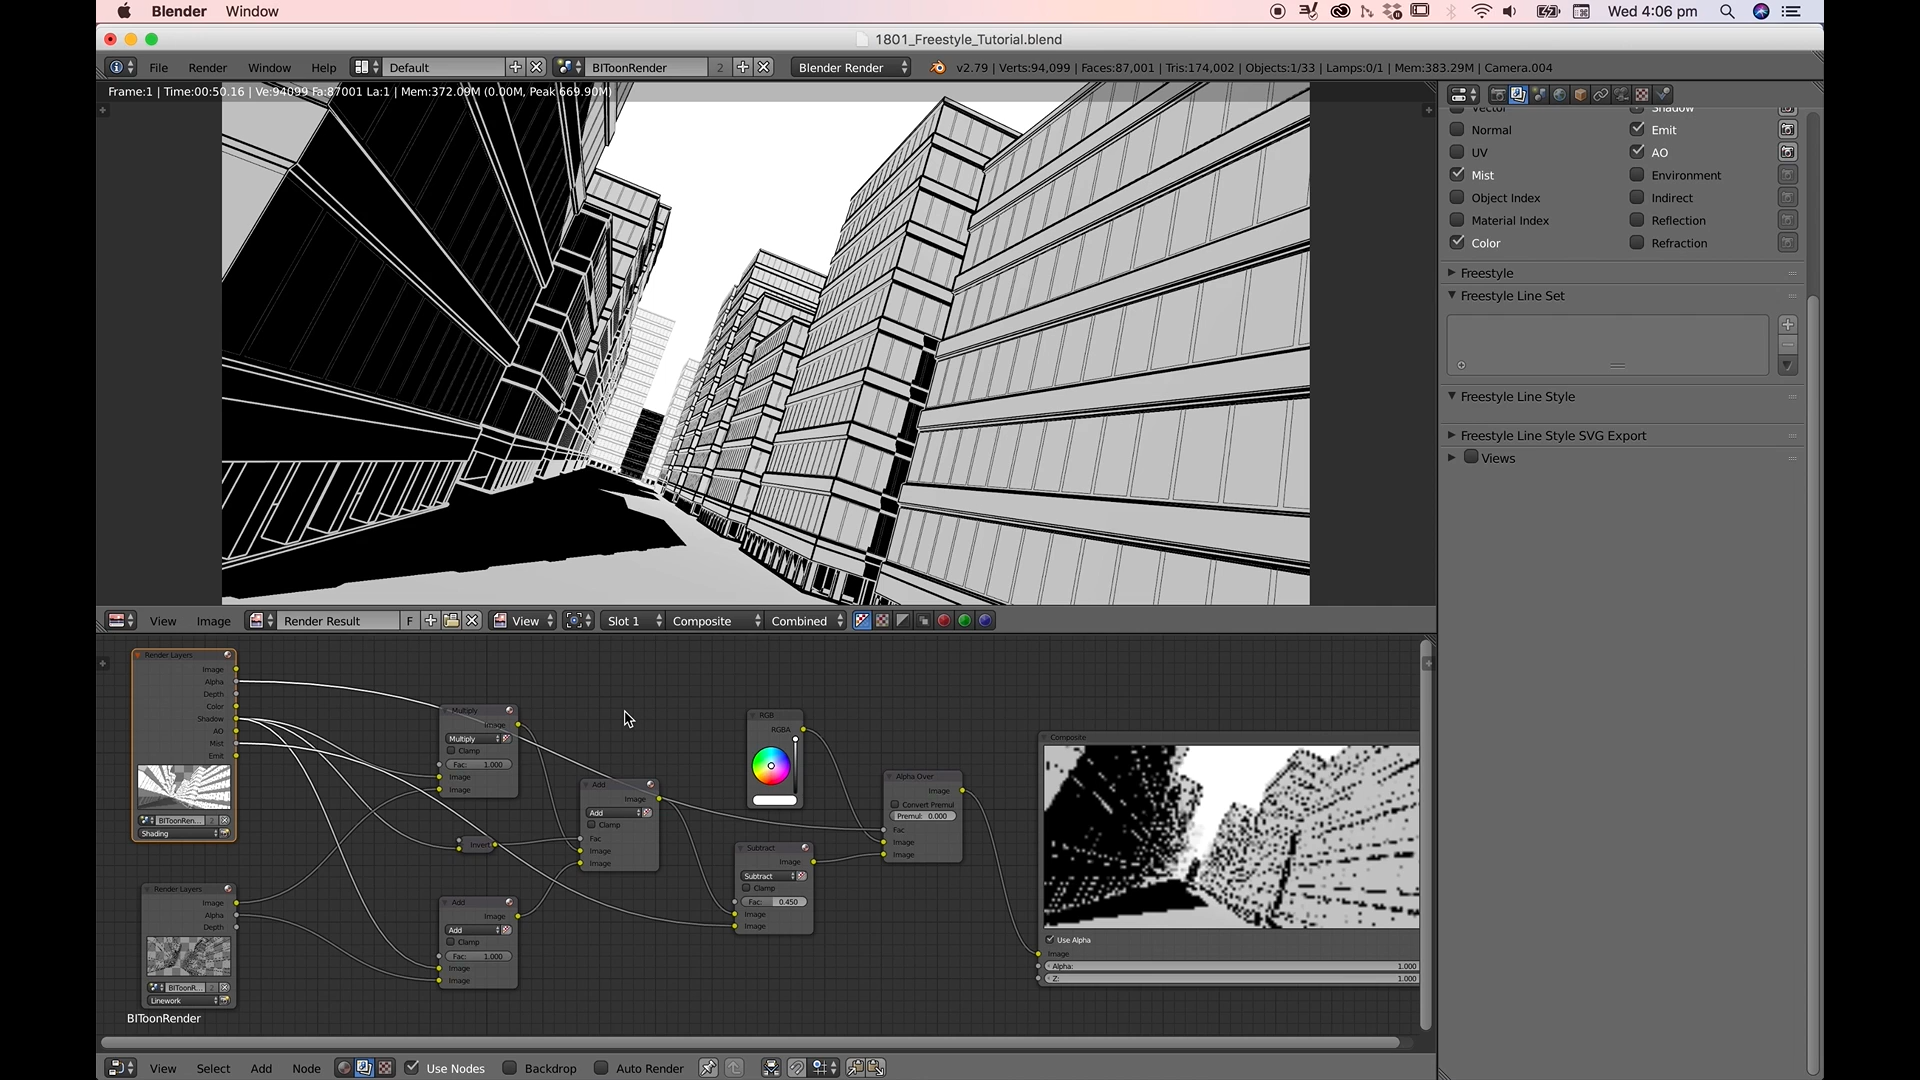 Blender Window
Wed 4:06 pm
1801_Freestyle_Tutorial.blend
File Render Window Help
Default
BIToonRender 2
Blender Render
v2.79 | Verts:94,099 | Faces:87,001 | Tris:174,002 | Objects:1/33 | Lamps:0/1 | Mem:383.29M | Camera.004
Frame:1 | Time:00:50.16 | Ve:94099 Fa:87001 La:1 | Mem:372.09M (0.00M, Peak 669.90M)
Vector Shadow
Normal Emit
UV AO
Mist Environment
Object Index Indirect
Material Index Reflection
Color Refraction
Freestyle
Freestyle Line Set
Freestyle Line Style
Freestyle Line Style SVG Export
Views
View Image
Render Result
F
View
Slot 1
Composite
Combined
Render Layers
Image
Alpha
Depth
Color
Shadow
AO
Mist
Emit
BIToonRen... 2
Shading
Render Layers
Image
Alpha
Depth
BIToonR... 2
Linework
BIToonRender
Multiply
Image
Multiply
Clamp
Fac: 1.000
Image
Image
Invert
Add
Image
Add
Clamp
Fac: 1.000
Image
Image
Add
Image
Add
Clamp
Fac
Image
Image
RGB
RGBA
Subtract
Image
Subtract
Clamp
Fac: 0.450
Image
Image
Alpha Over
Image
Convert Premul
Premul: 0.000
Fac
Image
Image
Composite
Use Alpha
Image
Alpha: 1.000
Z: 1.000
View Select Add Node
Use Nodes
Backdrop
Auto Render